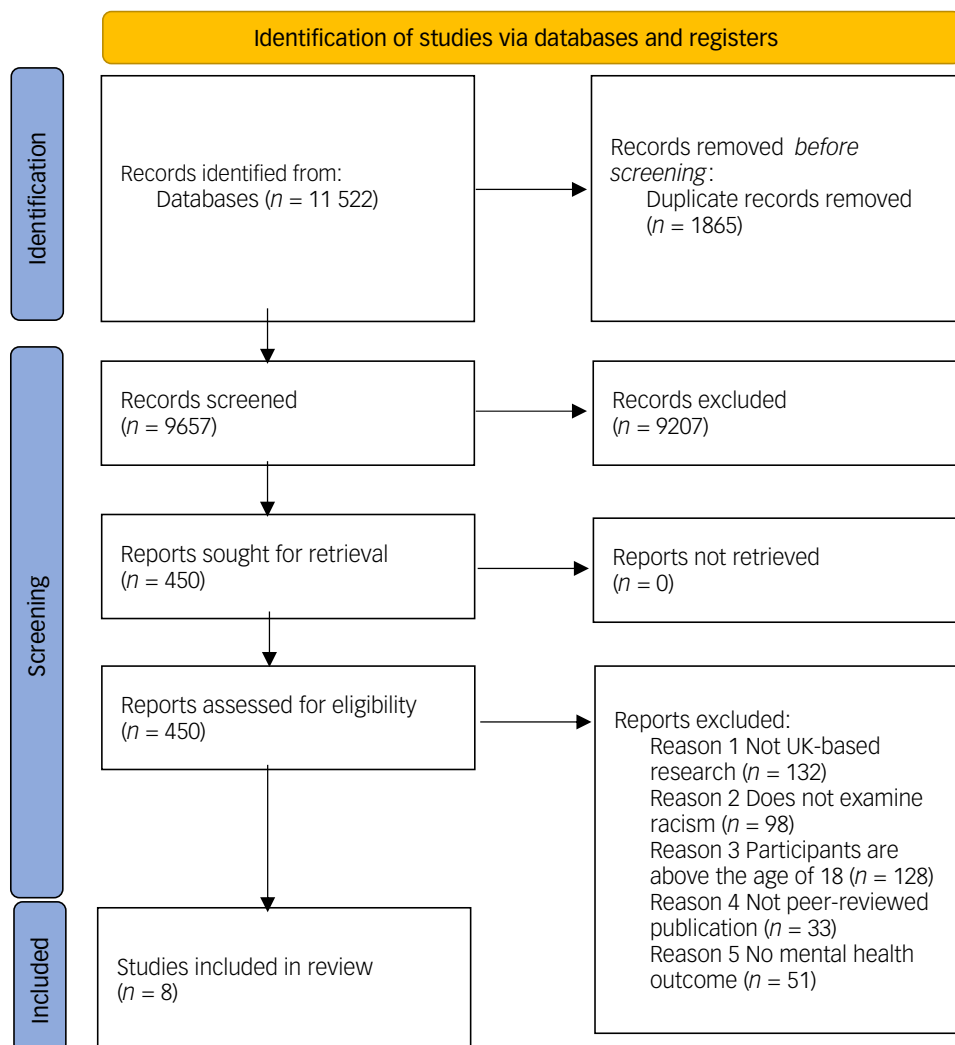 Identification of studies via databases and registers
Identification
Records identified from:
Databases (n = 11 522)
Records removed before
screening:
Duplicate records removed
(n = 1865)
Screening
Records screened
(n = 9657)
Records excluded
(n = 9207)
Reports sought for retrieval
(n = 450)
Reports not retrieved
(n = 0)
Reports assessed for eligibility
(n = 450)
Reports excluded:
Reason 1 Not UK-based
research (n = 132)
Reason 2 Does not examine
racism (n = 98)
Reason 3 Participants are
above the age of 18 (n = 128)
Reason 4 Not peer-reviewed
publication (n = 33)
Reason 5 No mental health
outcome (n = 51)
Included
Studies included in review
(n = 8)